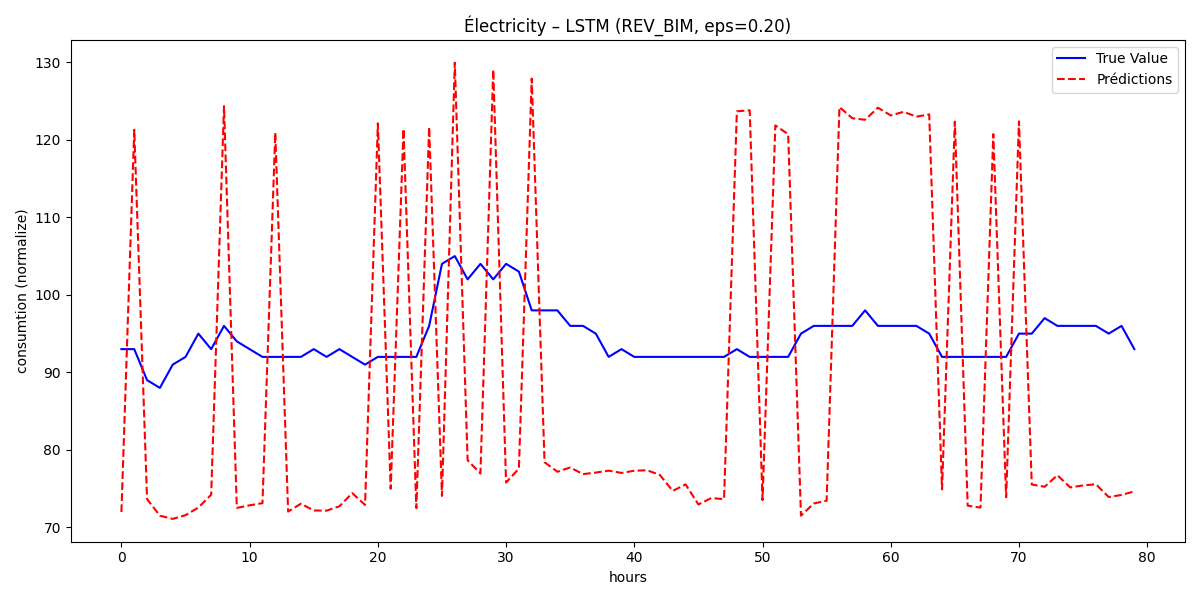 Électricity – LSTM (REV_BIM, eps=0.20)
True Value
Prédictions
consumtion (normalize)
130
120
110
100
90
80
70
0 10 20 30 40 50 60 70 80
hours